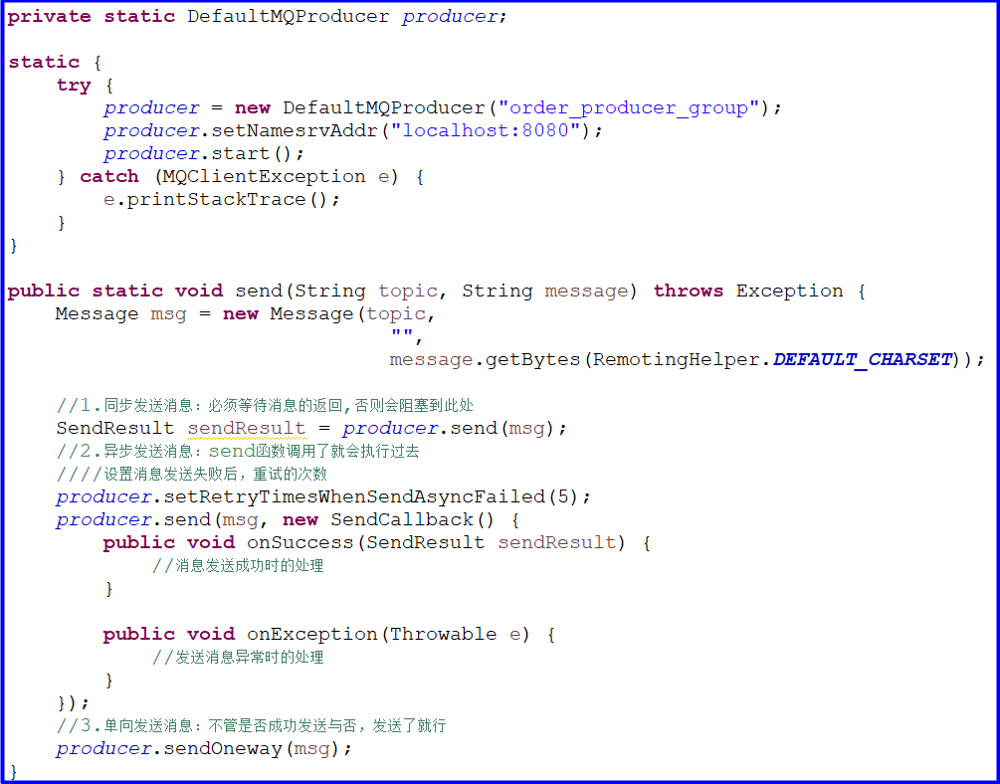 private static DefaultMQProducer producer;
static {
try {
producer = new DefaultMQProducer("order_producer_group");
producer.setNamesrvAddr("localhost:8080");
producer.start();
} catch (MQClientException e) {
e.printStackTrace();
}
}
public static void send(String topic, String message) throws Exception {
Message msg = new Message(topic,
"",
message.getBytes(RemotingHelper.DEFAULT_CHARSET));
//1.同步发送消息：必须等待消息的返回,否则会阻塞到此处
SendResult sendResult = producer.send(msg);
//2.异步发送消息：send函数调用了就会执行过去
////设置消息发送失败后，重试的次数
producer.setRetryTimesWhenSendAsyncFailed(5);
producer.send(msg, new SendCallback() {
public void onSuccess(SendResult sendResult) {
//消息发送成功时的处理
}
public void onException(Throwable e) {
//发送消息异常时的处理
}
});
//3.单向发送消息：不管是否成功发送与否，发送了就行
producer.sendOneway(msg);
}